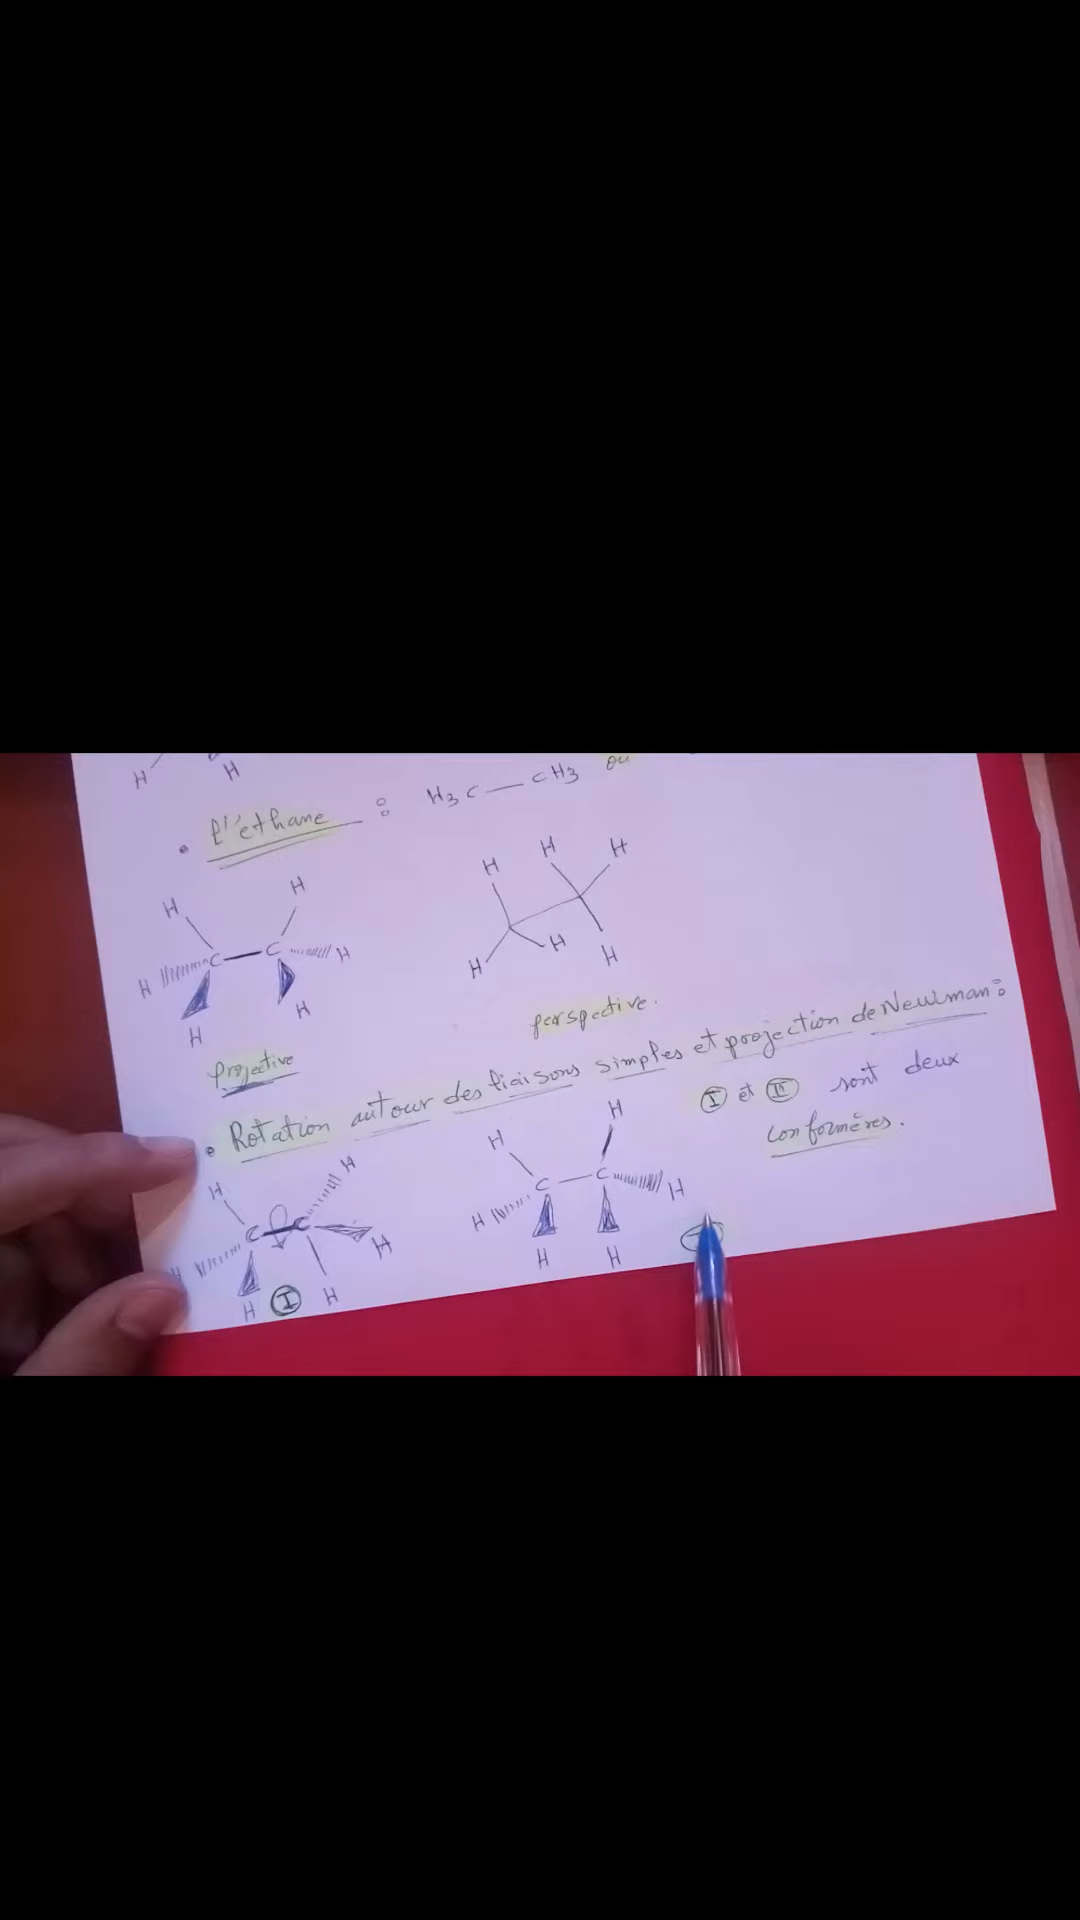 H H
• l'éthane : H3C — CH3 ou
H H H
H H
C — C
H H H
H H H H
perspective.
projective
• Rotation autour des liaisons simples et projection de Newman :
I et II sont deux
conformères.
H H
H H
C — C C — C
H H H
H H H H
I